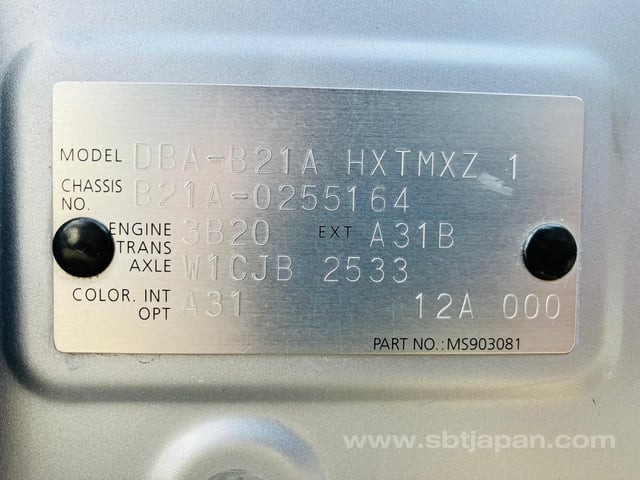 MODEL DBA-B21A HXTMXZ 1
CHASSIS NO. B21A-0255164
ENGINE 3B20 EXT A31B
TRANS AXLE W1CJB 2533
COLOR. INT OPT A31 12A 000
PART NO.: MS903081
www.sbtjapan.com